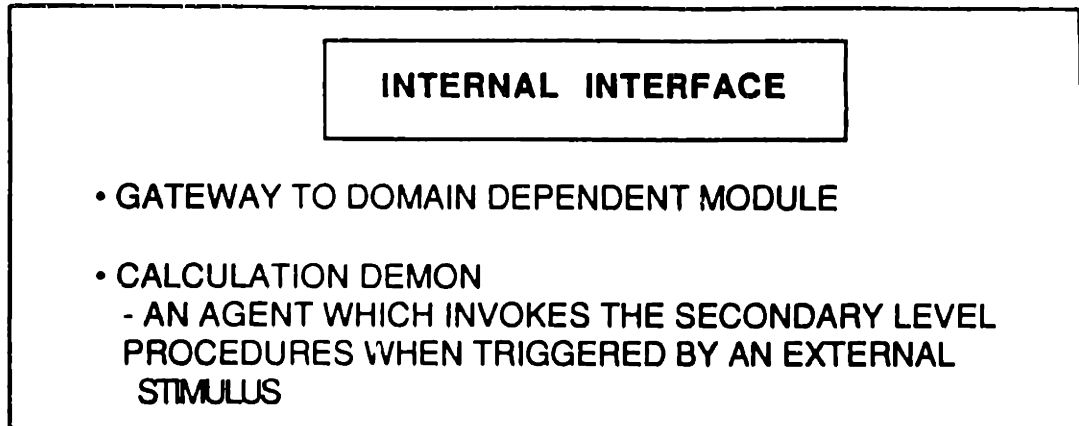 INTERNAL INTERFACE
• GATEWAY TO DOMAIN DEPENDENT MODULE
• CALCULATION DEMON
- AN AGENT WHICH INVOKES THE SECONDARY LEVEL
PROCEDURES WHEN TRIGGERED BY AN EXTERNAL
STIMULUS